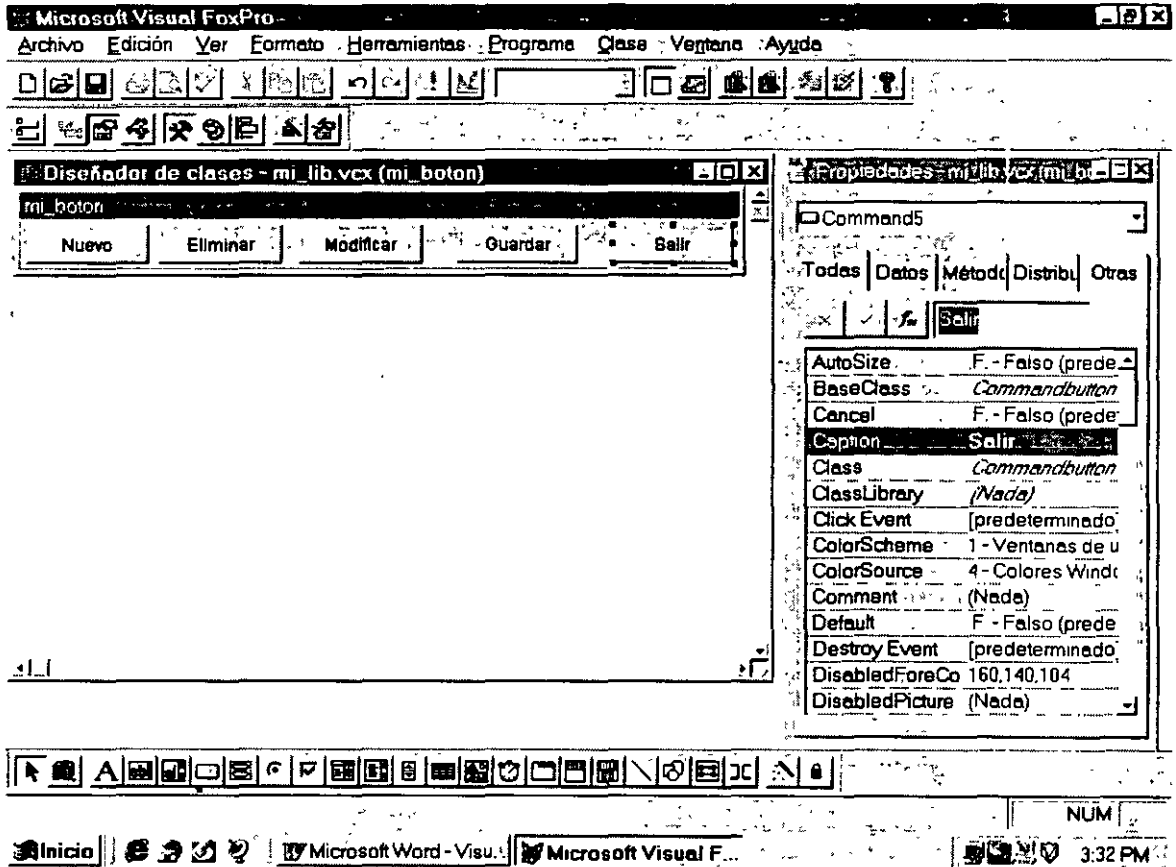 Microsoft Visual FoxPro
Archivo Edición Ver Formato Herramientas Programa Clase Ventana Ayuda
Diseñador de clases - mi_lib.vcx (mi_boton)
mi_boton
Nuevo Eliminar Modificar Guardar Salir
Propiedades - mi_lib.vcx (mi_b
Command5
Todas Datos Método Distribu Otras
Salir
AutoSize .F. - Falso (prede
BaseClass Commandbutton
Cancel F. - Falso (prede
Caption Salir
Class Commandbutton
ClassLibrary (Nada)
Click Event [predeterminado]
ColorScheme 1 - Ventanas de u
ColorSource 4 - Colores Windo
Comment (Nada)
Default F - Falso (prede
Destroy Event [predeterminado]
DisabledForeCo 160,140,104
DisabledPicture (Nada)
NUM
Inicio Microsoft Word - Visu... Microsoft Visual F... 3:32 PM